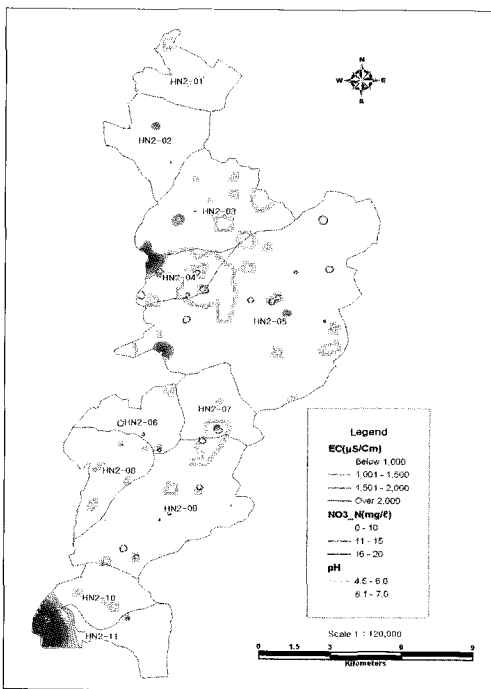 N
W E
S
HN2-01
HN2-02
HN2-03
HN2-04
HN2-05
HN2-06
HN2-07
HN2-08
HN2-09
HN2-10
HN2-11
Legend
EC(μS/Cm)
Below 1,000
1,001 - 1,500
1,501 - 2,000
Over 2,000
NO3_N(mg/ℓ)
0 - 10
11 - 15
16 - 20
pH
4.5 - 6.0
6.1 - 7.0
Scale 1 : 120,000
0 1.5 3 6 9
Kilometers